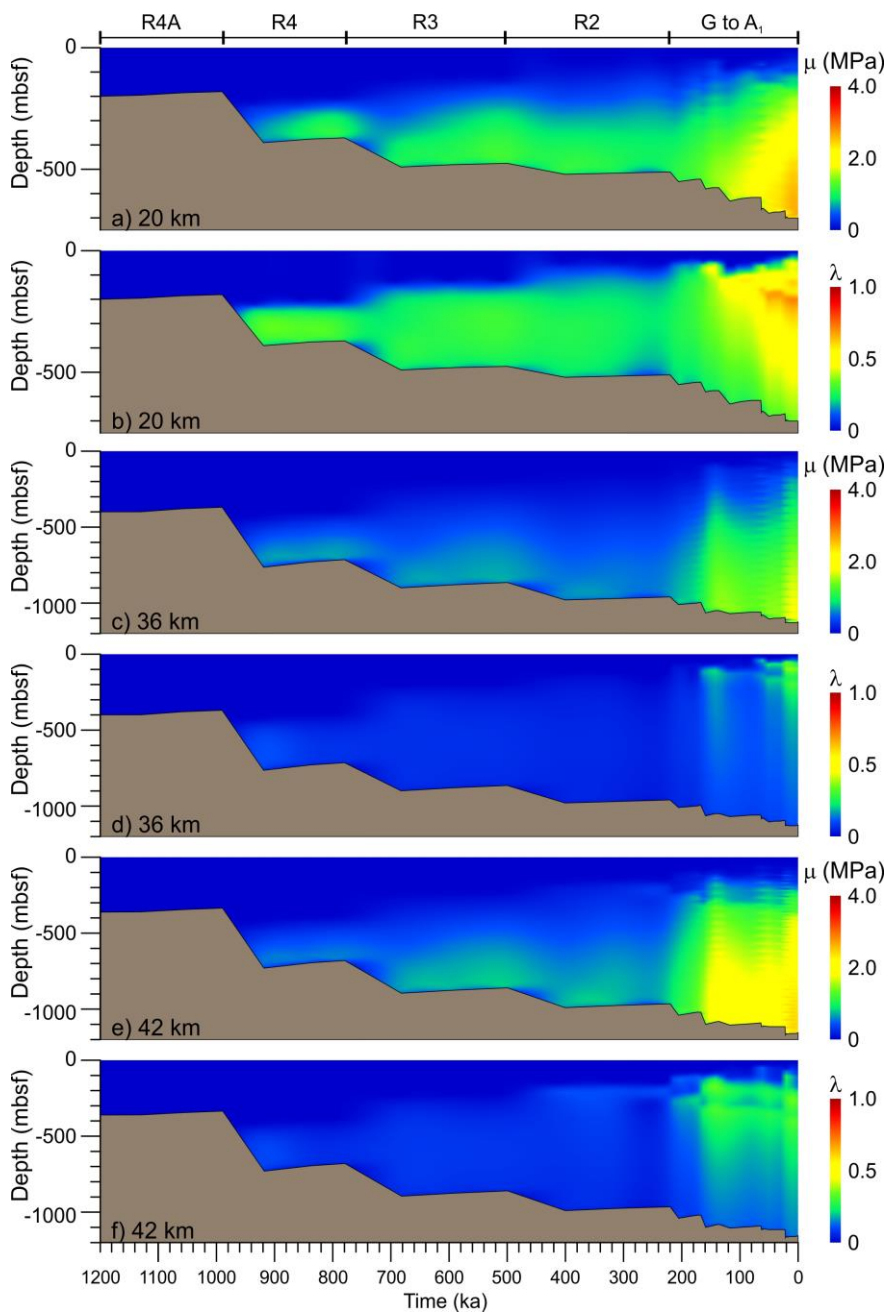 R4A R4 R3 R2 G to A₁
0
-500
Depth (mbsf)
a) 20 km
μ (MPa)
4.0
2.0
0
0
-500
Depth (mbsf)
b) 20 km
λ
1.0
0.5
0
0
-500
-1000
Depth (mbsf)
c) 36 km
μ (MPa)
4.0
2.0
0
0
-500
-1000
Depth (mbsf)
d) 36 km
λ
1.0
0.5
0
0
-500
-1000
Depth (mbsf)
e) 42 km
μ (MPa)
4.0
2.0
0
0
-500
-1000
Depth (mbsf)
f) 42 km
λ
1.0
0.5
0
1200 1100 1000 900 800 700 600 500 400 300 200 100 0
Time (ka)